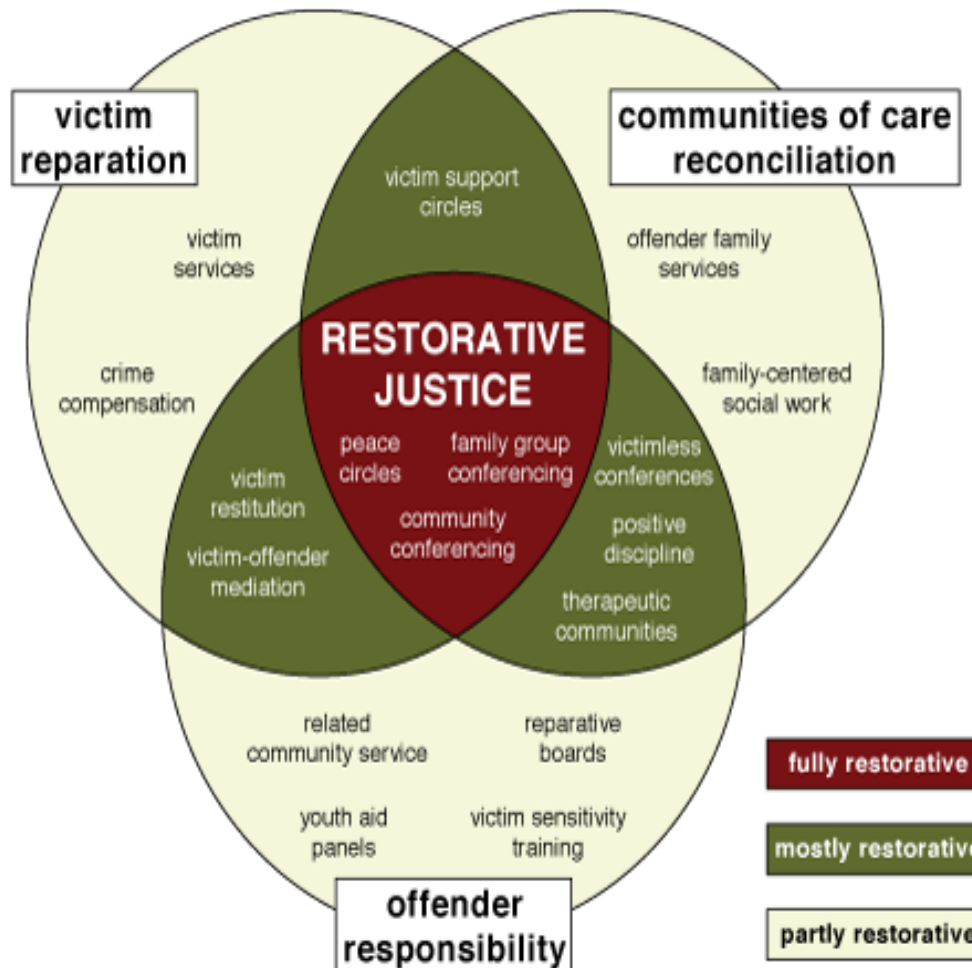 victim
reparation
communities of care
reconciliation
victim support
circles
victim
services
offender family
services
RESTORATIVE
JUSTICE
crime
compensation
family-centered
social work
peace
circles
family group
conferencing
victimless
conferences
victim
restitution
community
conferencing
positive
discipline
victim-offender
mediation
therapeutic
communities
related
community service
reparative
boards
youth aid
panels
victim sensitivity
training
offender
responsibility
fully restorative
mostly restorative
partly restorative